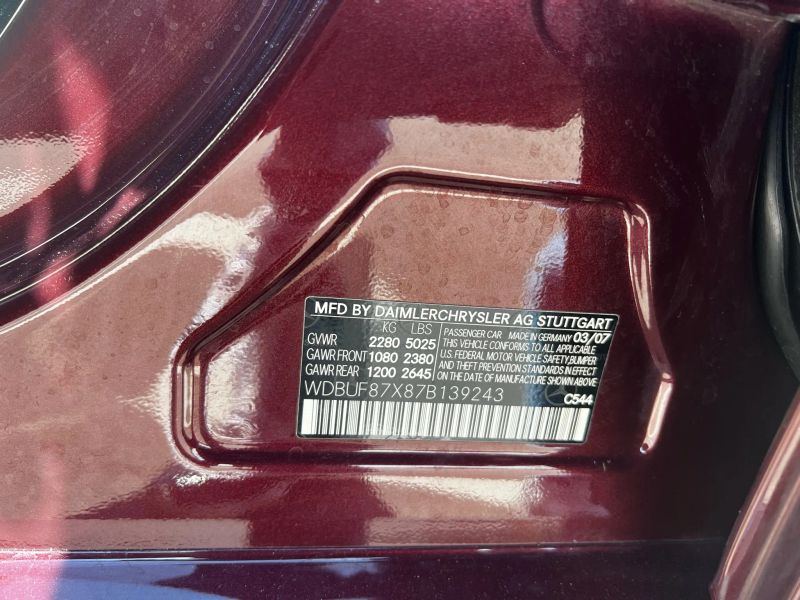 MFD BY DAIMLERCHRYSLER AG STUTTGART
KG LBS
GVWR 2280 5025
GAWR FRONT 1080 2380
GAWR REAR 1200 2645
PASSENGER CAR MADE IN GERMANY 03/07
THIS VEHICLE CONFORMS TO ALL APPLICABLE
U.S. FEDERAL MOTOR VEHICLE SAFETY, BUMPER
AND THEFT PREVENTION STANDARDS IN EFFECT
ON THE DATE OF MANUFACTURE SHOWN ABOVE
WDBUF87X87B139243
C544